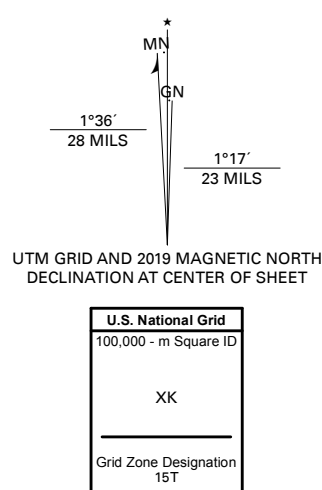 ★
MN
GN
1°36´
28 MILS
1°17´
23 MILS
UTM GRID AND 2019 MAGNETIC NORTH
DECLINATION AT CENTER OF SHEET
U.S. National Grid
100,000 - m Square ID
XK
Grid Zone Designation
15T